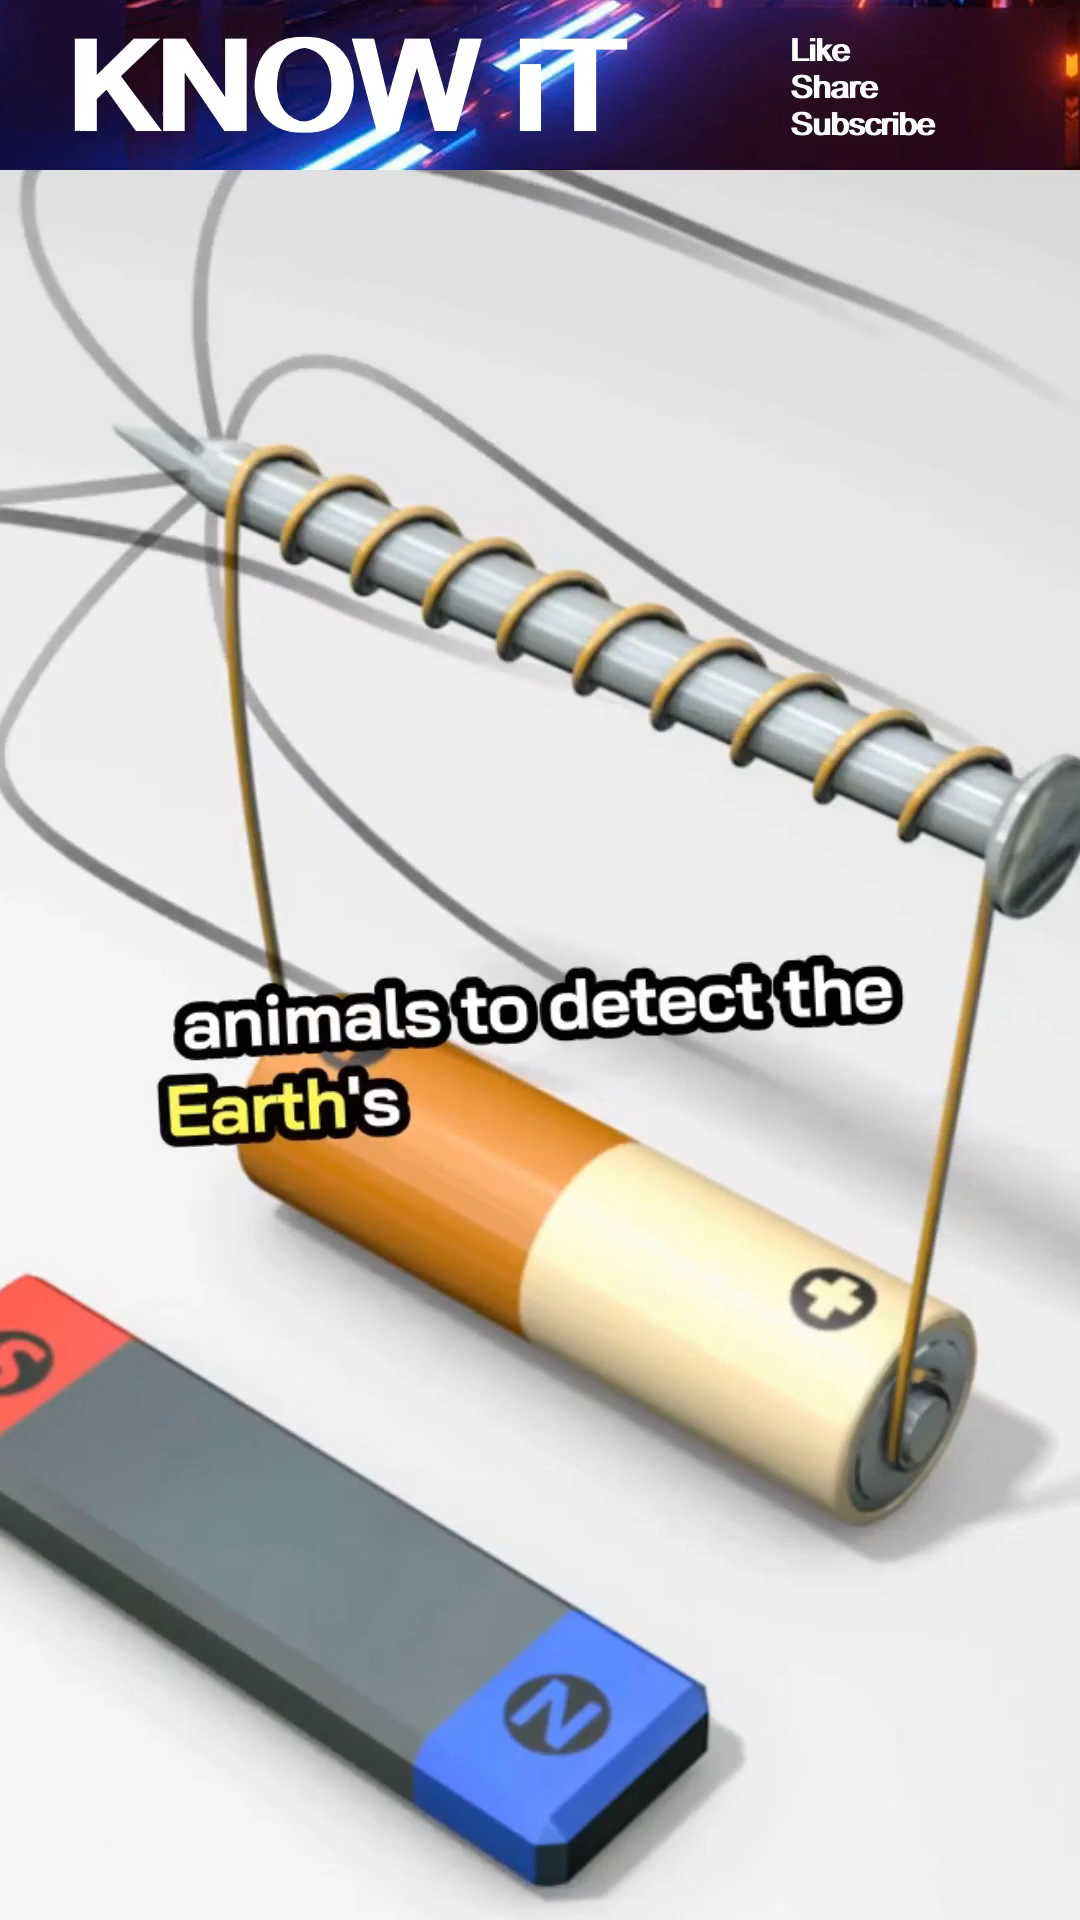 KNOW iT
Like
Share
Subscribe
animals to detect the
Earth's
S
N